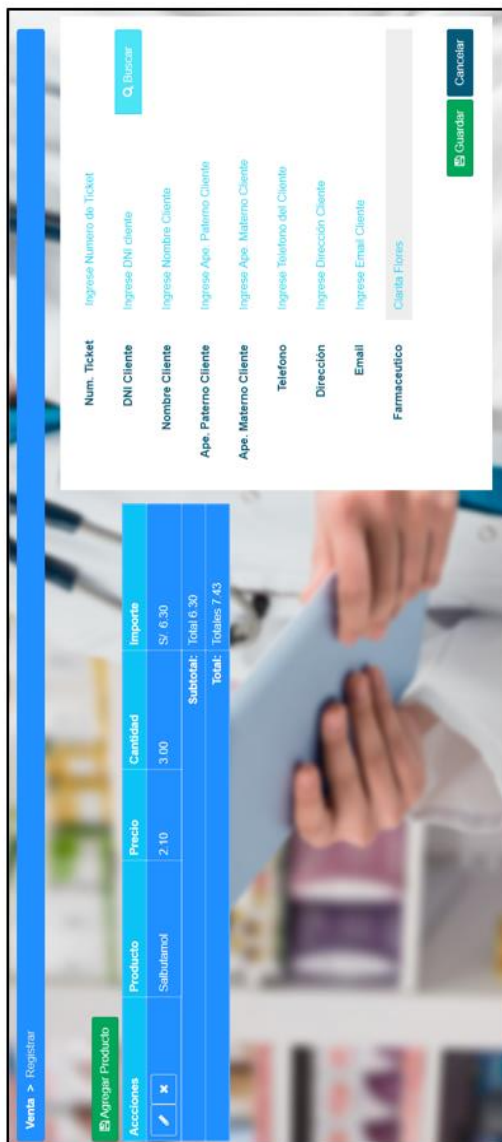 Venta > Registrar
Agregar Producto
Accciones Producto Precio Cantidad Importe
Salbutamol 2.10 3.00 S/ 6.30
Subtotal: Total 6.30
Total: Totales 7.43
Num. Ticket Ingrese Numero de Ticket
DNI Cliente Ingrese DNI cliente Buscar
Nombre Cliente Ingrese Nombre Cliente
Ape. Paterno Cliente Ingrese Ape. Paterno Cliente
Ape. Materno Cliente Ingrese Ape. Materno Cliente
Telefono Ingrese Telefono del Cliente
Dirección Ingrese Dirección Cliente
Email Ingrese Email Cliente
Farmaceutico Clarita Flores
Guardar Cancelar